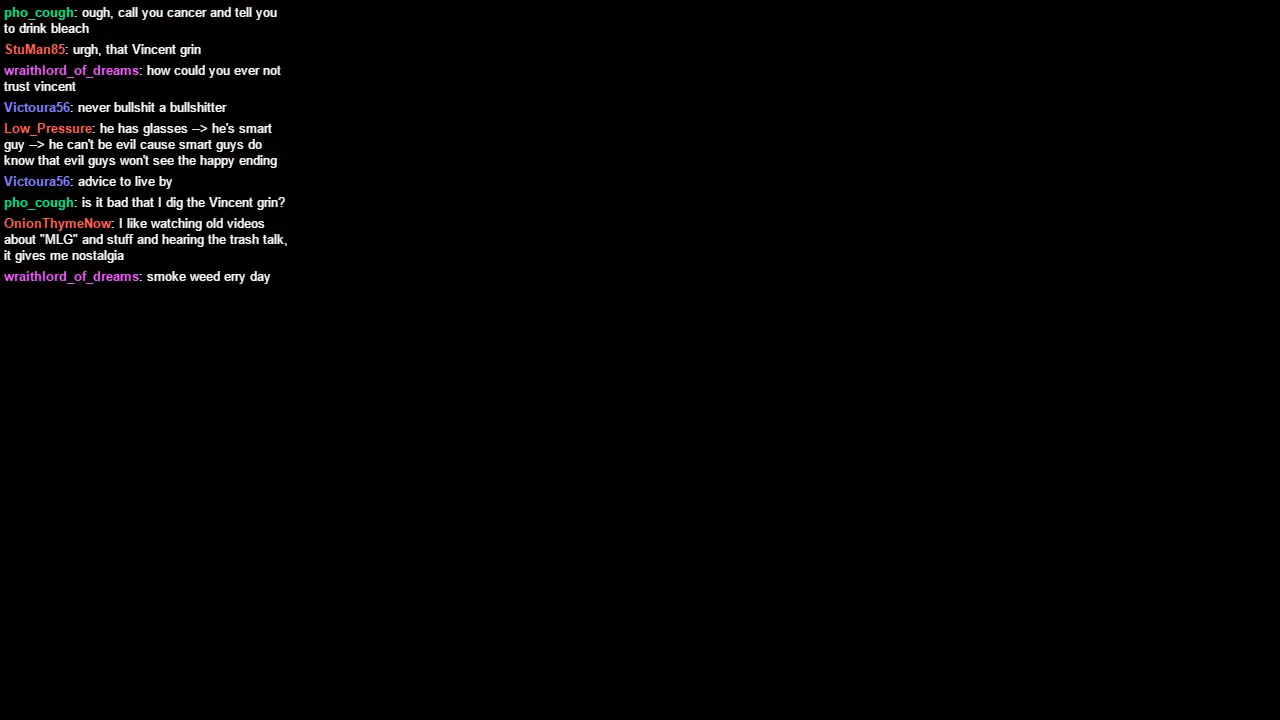 pho_cough: ough, call you cancer and tell you
to drink bleach
StuMan85: urgh, that Vincent grin
wraithlord_of_dreams: how could you ever not
trust vincent
Victoura56: never bullshit a bullshitter
Low_Pressure: he has glasses --> he's smart
guy --> he can't be evil cause smart guys do
know that evil guys won't see the happy ending
Victoura56: advice to live by
pho_cough: is it bad that I dig the Vincent grin?
OnionThymeNow: I like watching old videos
about "MLG" and stuff and hearing the trash talk,
it gives me nostalgia
wraithlord_of_dreams: smoke weed erry day